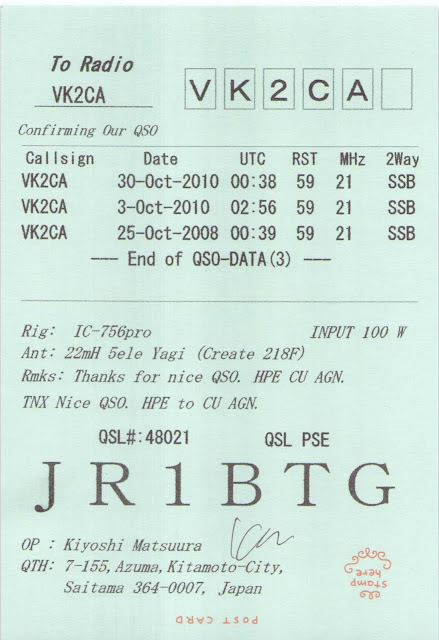 To Radio
VK2CA
VK2CA
Confirming Our QSO
Callsign Date UTC RST MHz 2Way
VK2CA 30-Oct-2010 00:38 59 21 SSB
VK2CA 3-Oct-2010 02:56 59 21 SSB
VK2CA 25-Oct-2008 00:39 59 21 SSB
--- End of QSO-DATA(3) ---
Rig: IC-756pro INPUT 100 W
Ant: 22mH 5ele Yagi (Create 218F)
Rmks: Thanks for nice QSO. HPE CU AGN.
TNX Nice QSO. HPE to CU AGN.
QSL#:48021 QSL PSE
JR1BTG
OP : Kiyoshi Matsuura
QTH: 7-155, Azuma, Kitamoto-City,
Saitama 364-0007, Japan
stamp
here
POST CARD